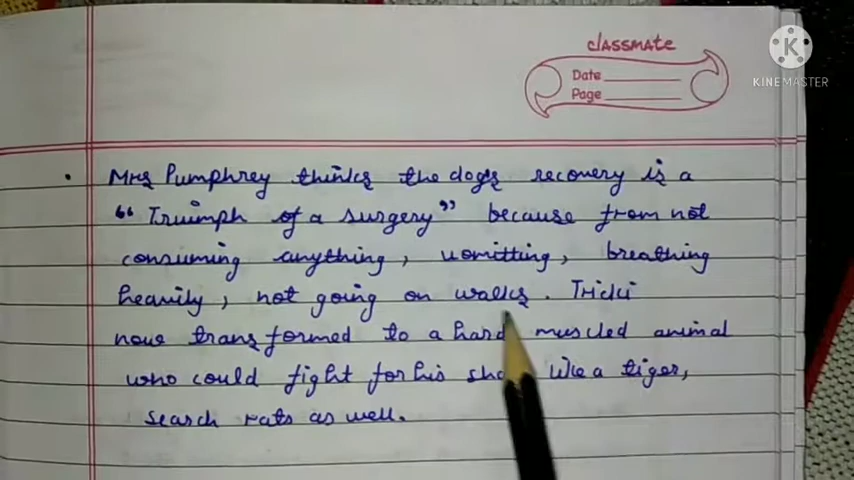 classmate
Date
Page
K
KINEMASTER
• Mrs Pumphrey thinks the dog's recovery is a
"Triumph of a surgery" because from not
consuming anything, vomitting, breathing
heavily, not going on walks. Tricki
now transformed to a hard muscled animal
who could fight for his like a tiger,
search rats as well.